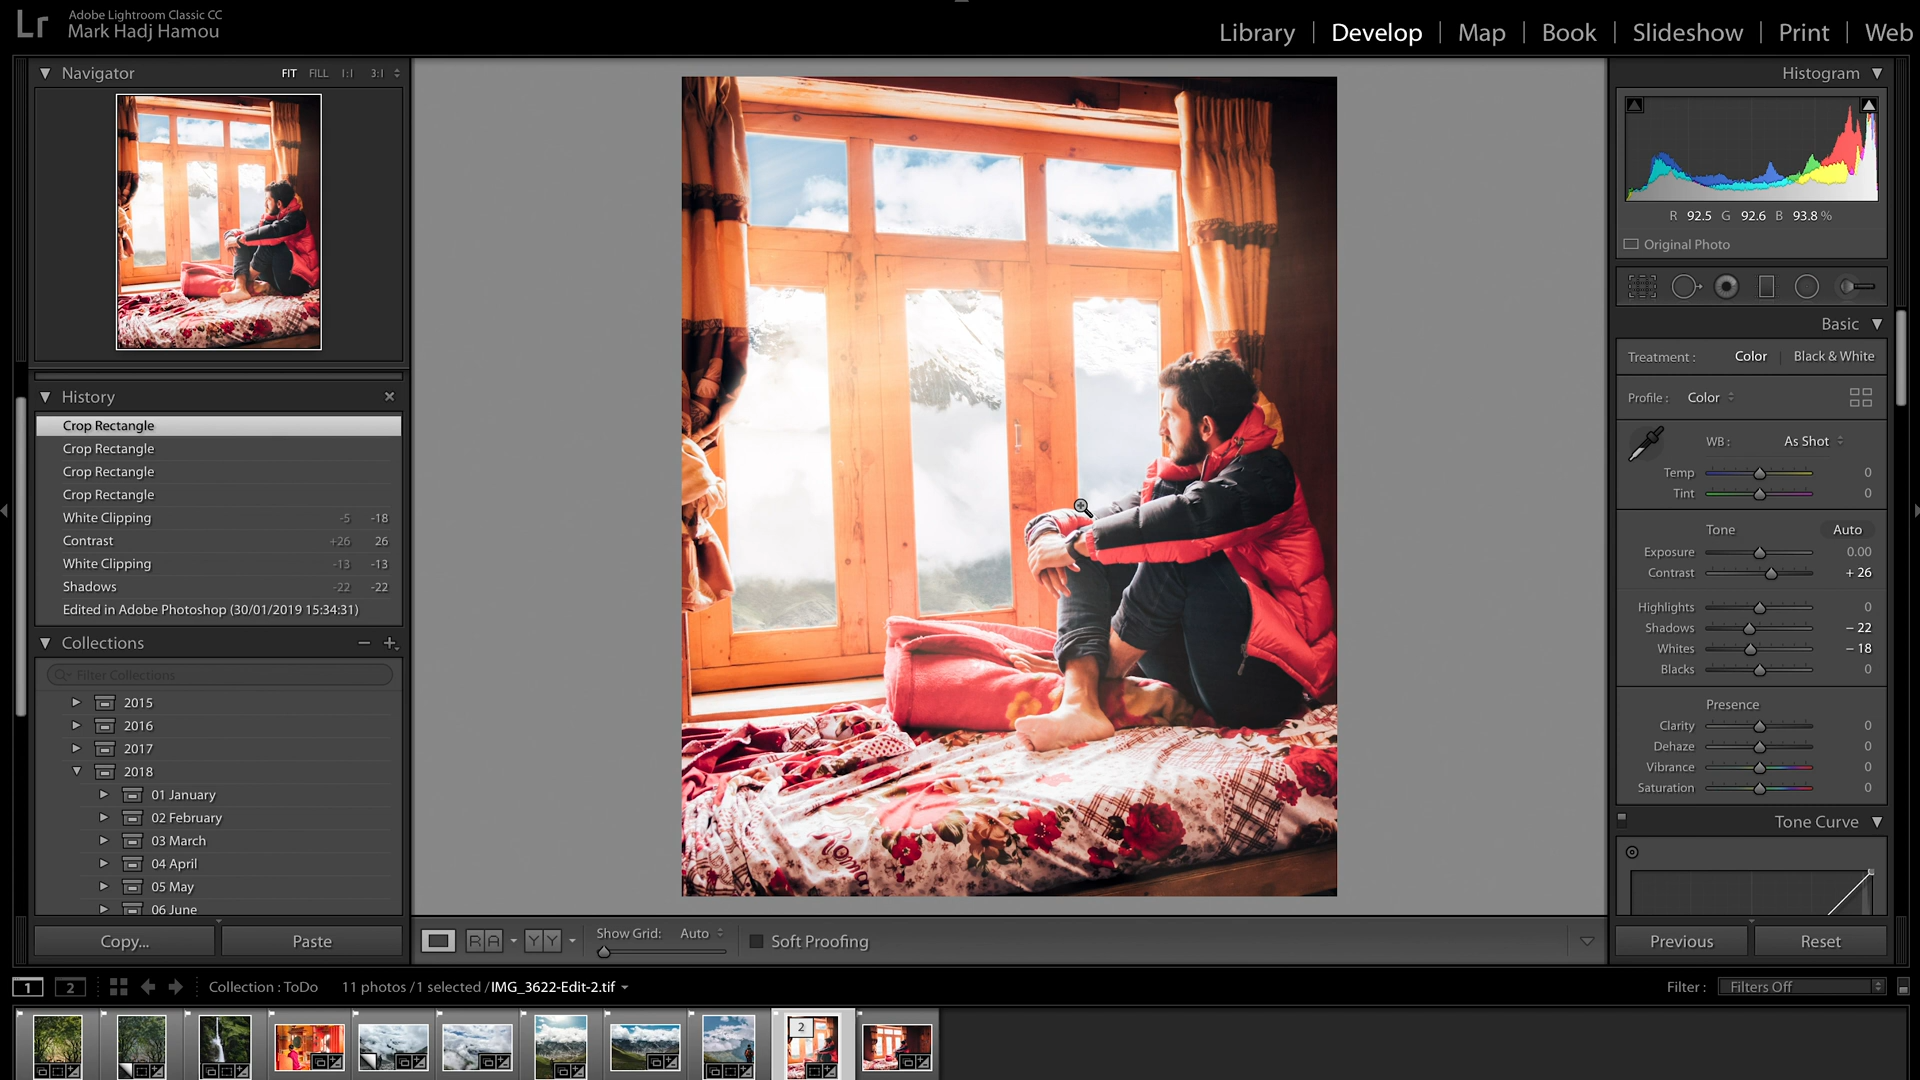 Lr
Adobe Lightroom Classic CC
Mark Hadj Hamou
Library | Develop | Map | Book | Slideshow | Print | Web
Navigator FIT FILL 1:1 3:1
History
Crop Rectangle
Crop Rectangle
Crop Rectangle
Crop Rectangle
White Clipping -5 -18
Contrast +26 26
White Clipping -13 -13
Shadows -22 -22
Edited in Adobe Photoshop (30/01/2019 15:34:31)
Collections
Filter Collections
2015
2016
2017
2018
01 January
02 February
03 March
04 April
05 May
06 June
Copy... Paste
R A Y Y Show Grid: Auto Soft Proofing
Histogram
R 92.5 G 92.6 B 93.8 %
Original Photo
Basic
Treatment : Color | Black & White
Profile : Color
WB : As Shot
Temp 0
Tint 0
Tone Auto
Exposure 0.00
Contrast + 26
Highlights 0
Shadows – 22
Whites – 18
Blacks 0
Presence
Clarity 0
Dehaze 0
Vibrance 0
Saturation 0
Tone Curve
Previous Reset
1 2 Collection : ToDo 11 photos / 1 selected / IMG_3622-Edit-2.tif Filter : Filters Off
2